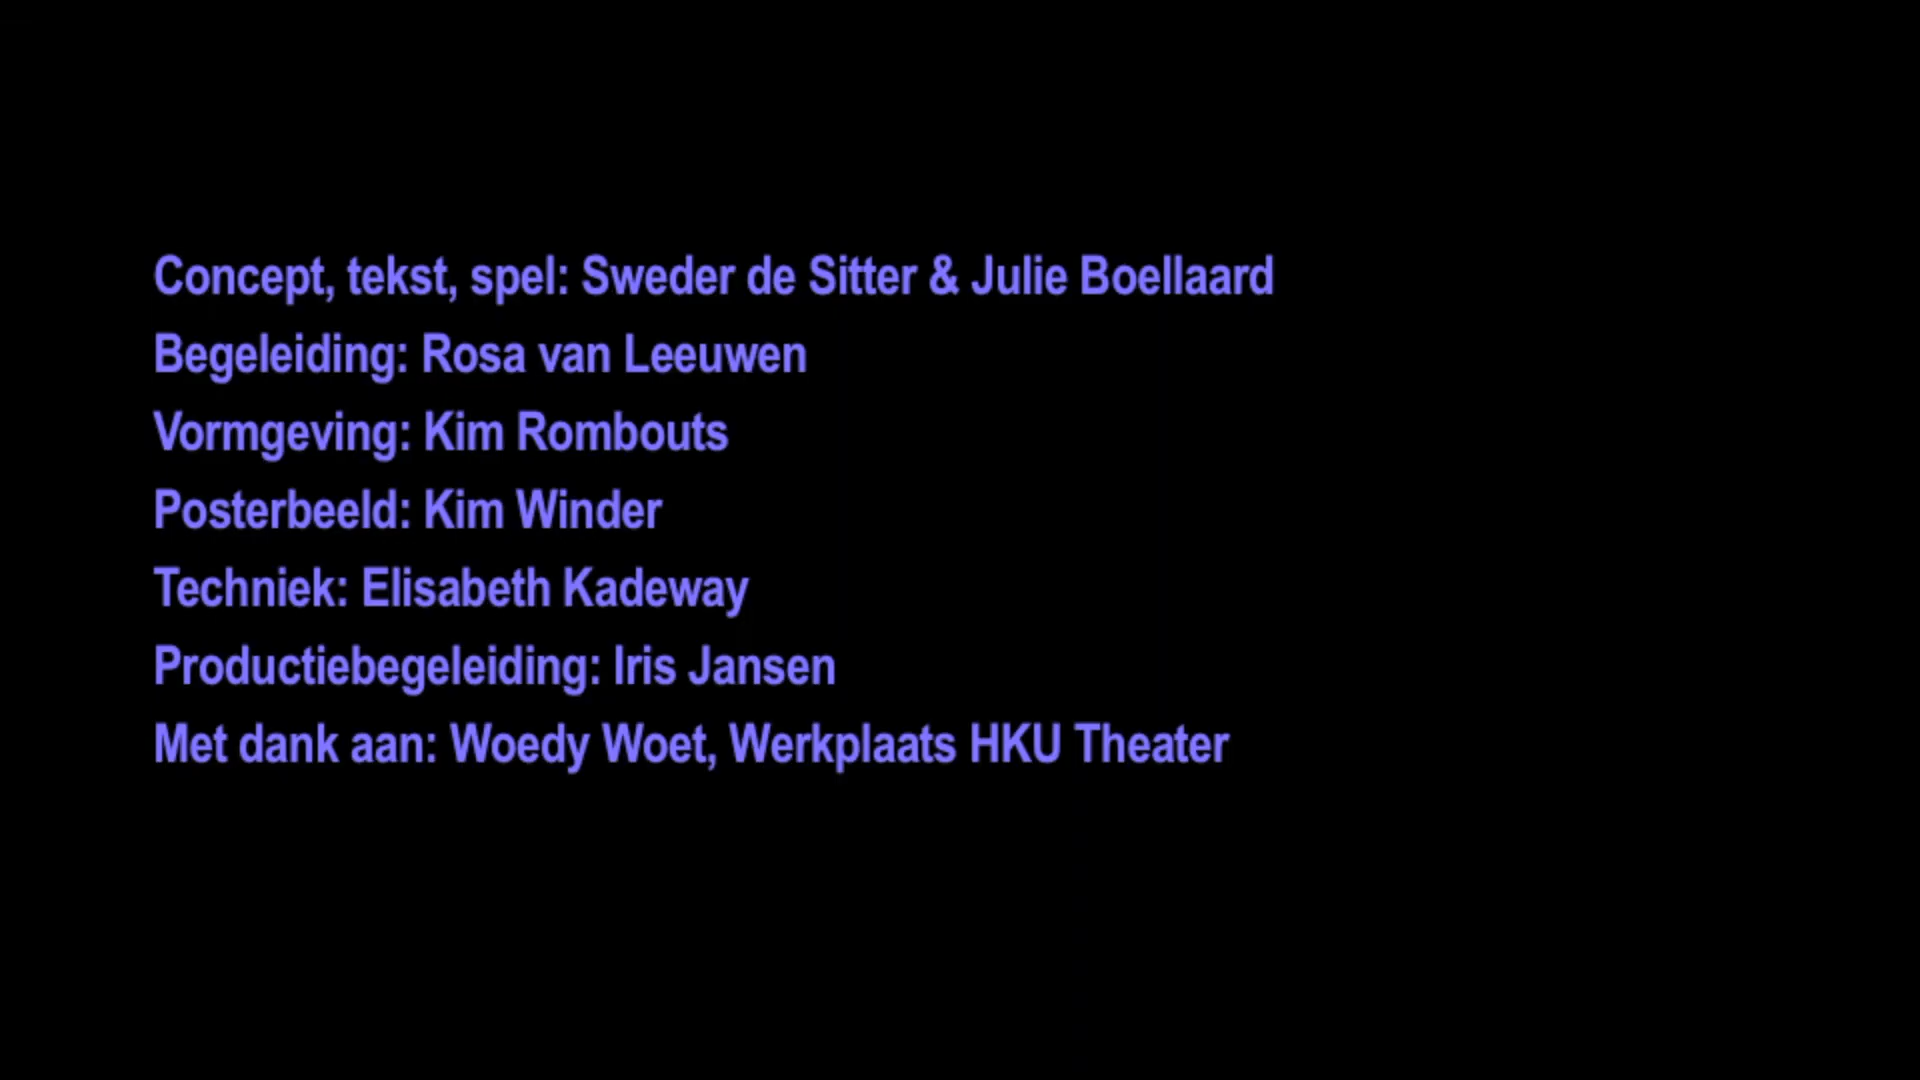 Concept, tekst, spel: Sweder de Sitter & Julie Boellaard
Begeleiding: Rosa van Leeuwen
Vormgeving: Kim Rombouts
Posterbeeld: Kim Winder
Techniek: Elisabeth Kadeway
Productiebegeleiding: Iris Jansen
Met dank aan: Woedy Woet, Werkplaats HKU Theater